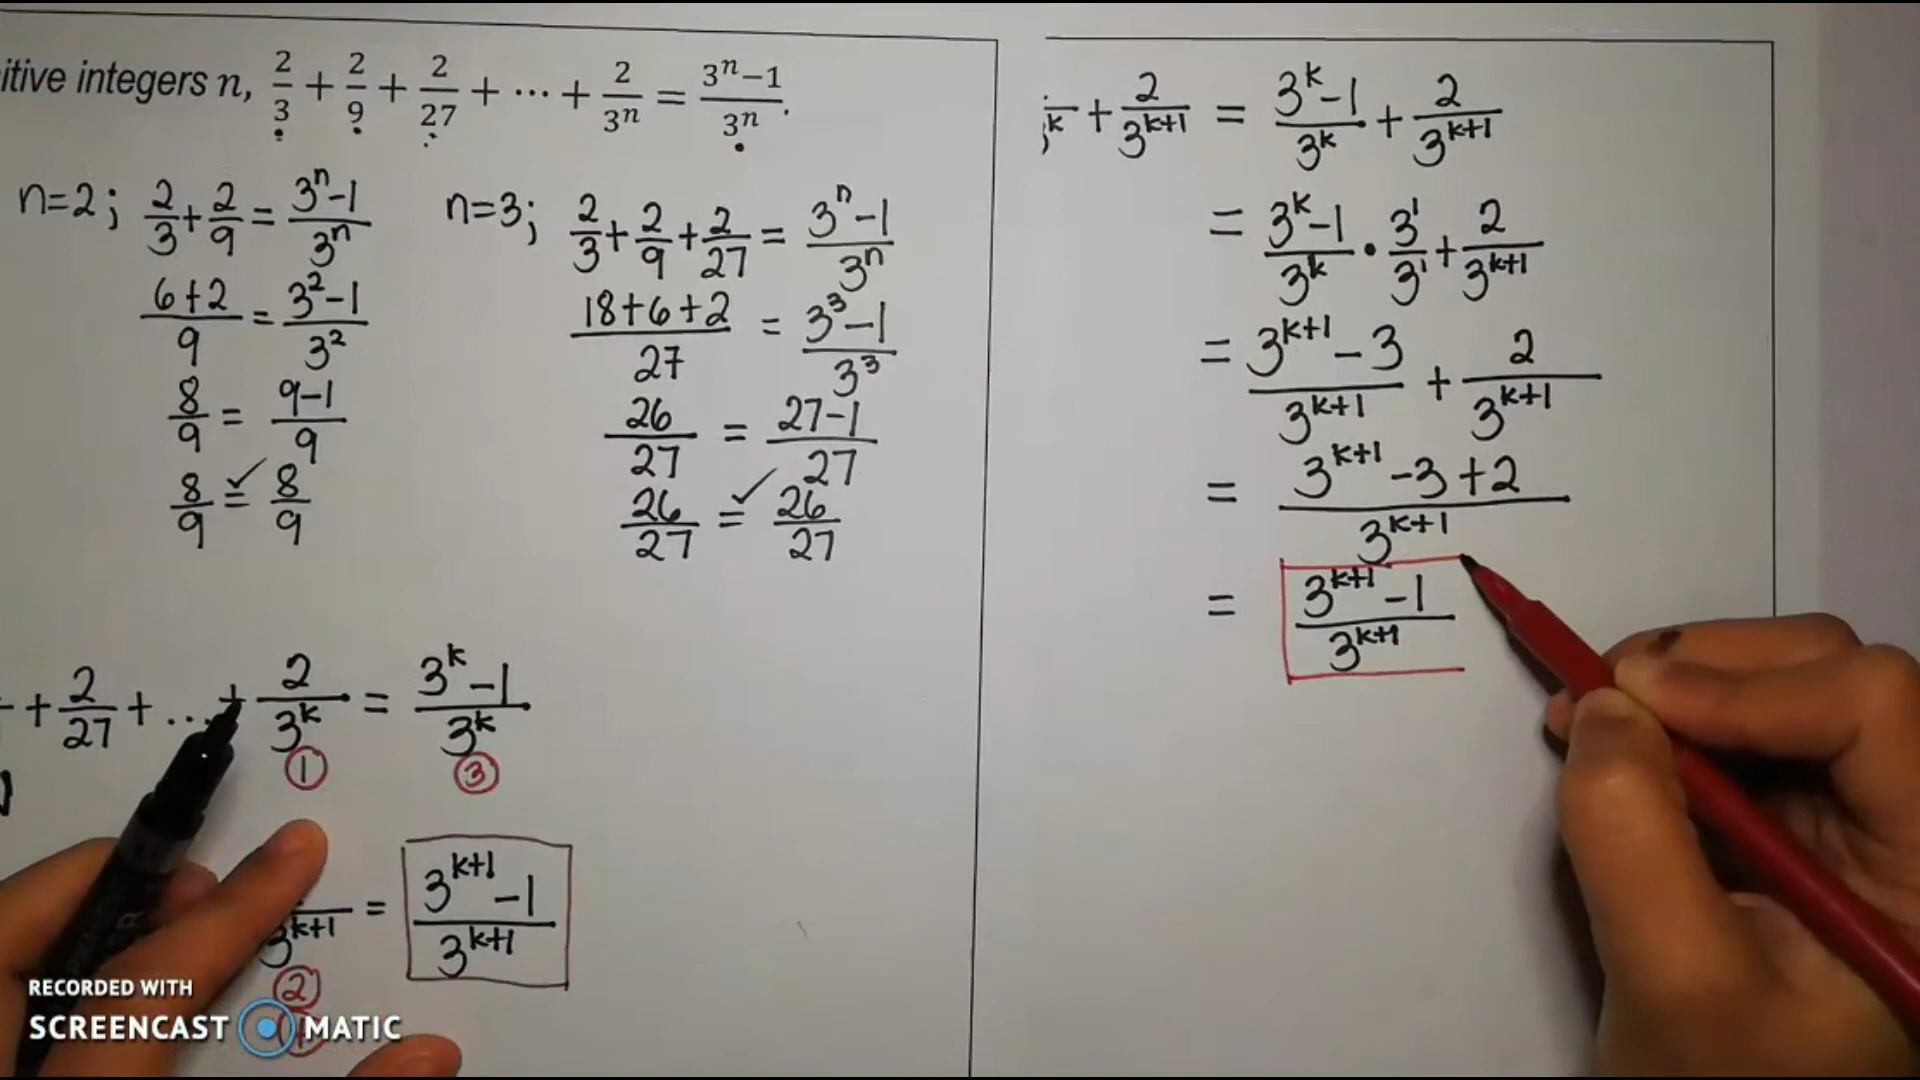 itive integers n, 2/3 + 2/9 + 2/27 + ⋯ + 2/3ⁿ = 3ⁿ−1/3ⁿ.
n=2; 2/3 + 2/9 = 3ⁿ-1/3ⁿ
6+2/9 = 3²-1/3²
8/9 = 9-1/9
8/9 = 8/9 ✓
n=3; 2/3 + 2/9 + 2/27 = 3ⁿ-1/3ⁿ
18+6+2/27 = 3³-1/3³
26/27 = 27-1/27
26/27 = 26/27 ✓
+ 2/27 + ... + 2/3ᵏ = 3ᵏ-1/3ᵏ
① ③
3ᵏ⁺¹ = 3ᵏ⁺¹-1/3ᵏ⁺¹
②
k + 2/3ᵏ⁺¹ = 3ᵏ-1/3ᵏ + 2/3ᵏ⁺¹
= 3ᵏ-1/3ᵏ • 3¹/3¹ + 2/3ᵏ⁺¹
= 3ᵏ⁺¹-3/3ᵏ⁺¹ + 2/3ᵏ⁺¹
= 3ᵏ⁺¹-3+2/3ᵏ⁺¹
= 3ᵏ⁺¹-1/3ᵏ⁺¹
RECORDED WITH
SCREENCAST MATIC